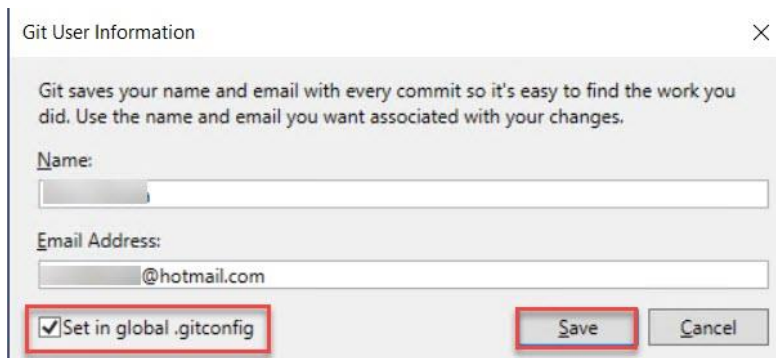 Git User Information
Git saves your name and email with every commit so it's easy to find the work you
did. Use the name and email you want associated with your changes.
Name:
Email Address:
@hotmail.com
Set in global .gitconfig
Save
Cancel